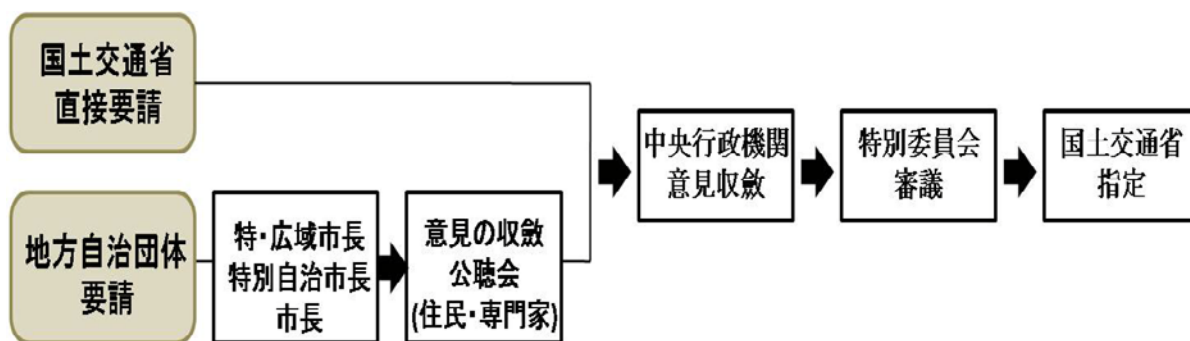 国土交通省
直接要請
地方自治団体
要請
特・広域市長
特別自治市長
市長
意見の収斂
公聴会
(住民・専門家)
中央行政機関
意見収斂
特別委員会
審議
国土交通省
指定